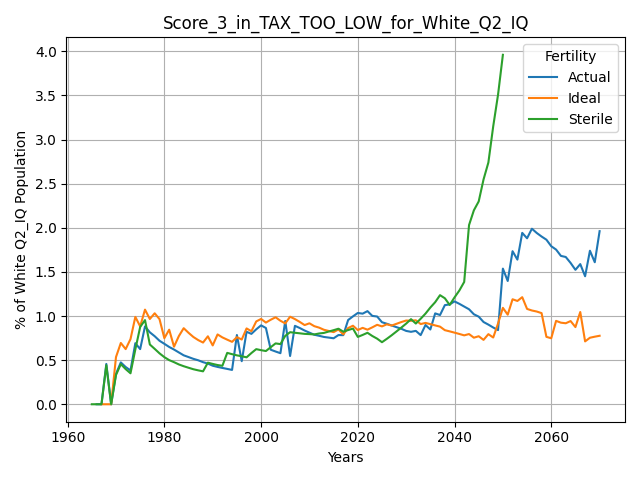 Score_3_in_TAX_TOO_LOW_for_White_Q2_IQ
% of White Q2_IQ Population
4.0
3.5
3.0
2.5
2.0
1.5
1.0
0.5
0.0
Fertility
Actual
Ideal
Sterile
1960 1980 2000 2020 2040 2060
Years